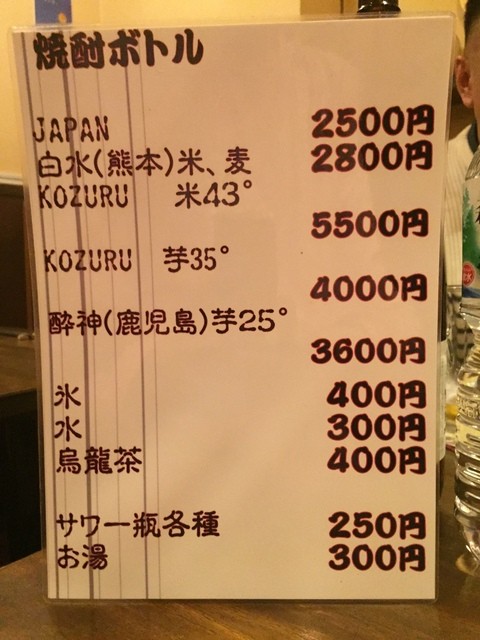 焼酎ボトル
JAPAN 2500円
白水(熊本)米、麦 2800円
KOZURU 米43°
5500円
KOZURU 芋35°
4000円
酔神(鹿児島)芋25°
3600円
氷 400円
水 300円
烏龍茶 400円
サワー瓶各種 250円
お湯 300円